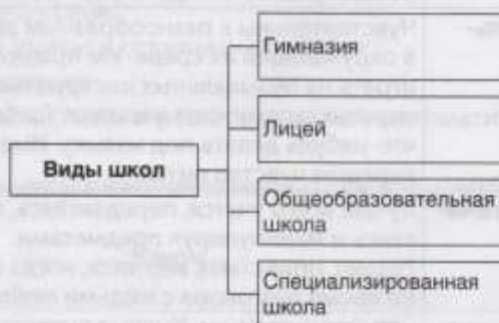 Виды школ
Гимназия
Лицей
Общеобразовательная
школа
Специализированная
школа